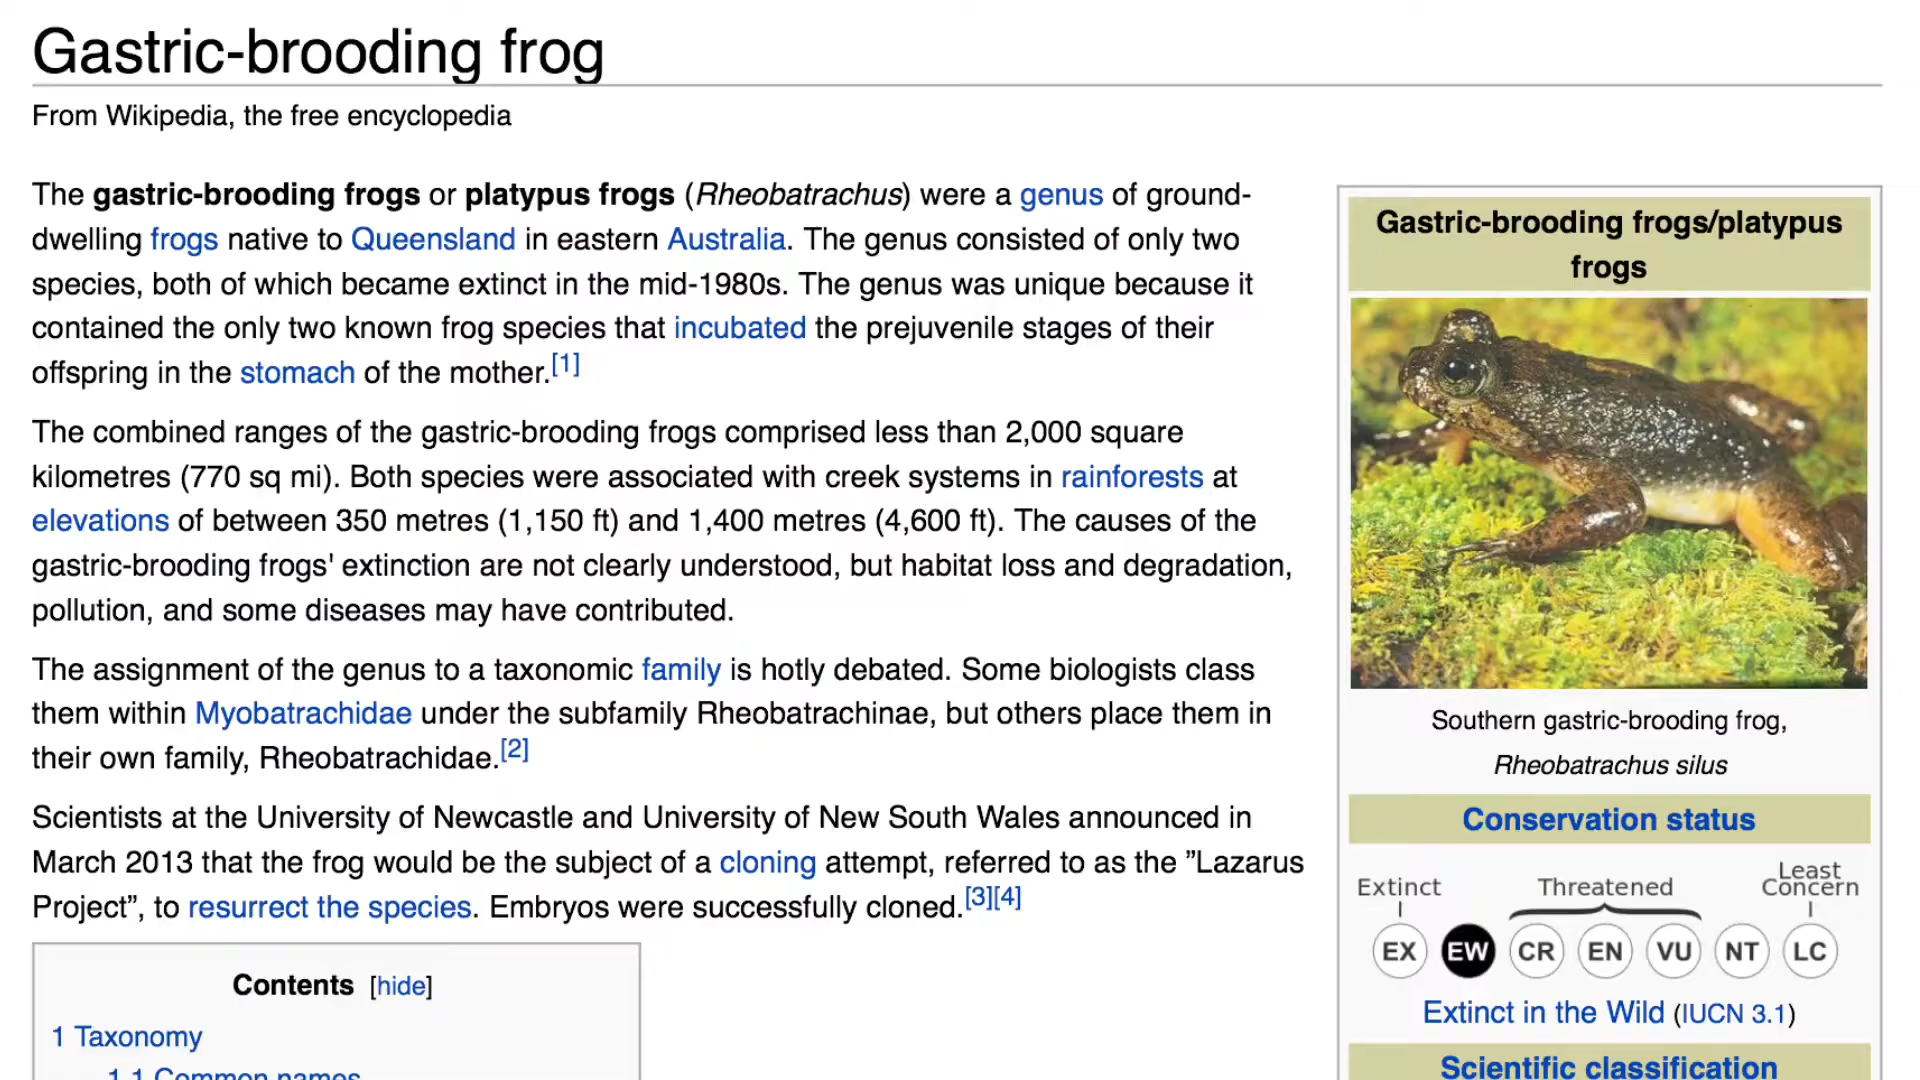 Gastric-brooding frog
From Wikipedia, the free encyclopedia
The gastric-brooding frogs or platypus frogs (Rheobatrachus) were a genus of ground-
dwelling frogs native to Queensland in eastern Australia. The genus consisted of only two
species, both of which became extinct in the mid-1980s. The genus was unique because it
contained the only two known frog species that incubated the prejuvenile stages of their
offspring in the stomach of the mother.[1]
The combined ranges of the gastric-brooding frogs comprised less than 2,000 square
kilometres (770 sq mi). Both species were associated with creek systems in rainforests at
elevations of between 350 metres (1,150 ft) and 1,400 metres (4,600 ft). The causes of the
gastric-brooding frogs' extinction are not clearly understood, but habitat loss and degradation,
pollution, and some diseases may have contributed.
The assignment of the genus to a taxonomic family is hotly debated. Some biologists class
them within Myobatrachidae under the subfamily Rheobatrachinae, but others place them in
their own family, Rheobatrachidae.[2]
Scientists at the University of Newcastle and University of New South Wales announced in
March 2013 that the frog would be the subject of a cloning attempt, referred to as the ”Lazarus
Project”, to resurrect the species. Embryos were successfully cloned.[3][4]
Contents [hide]
1 Taxonomy
1.1 Common names
Gastric-brooding frogs/platypus
frogs
Southern gastric-brooding frog,
Rheobatrachus silus
Conservation status
Extinct Threatened Least
Concern
EX EW CR EN VU NT LC
Extinct in the Wild (IUCN 3.1)
Scientific classification